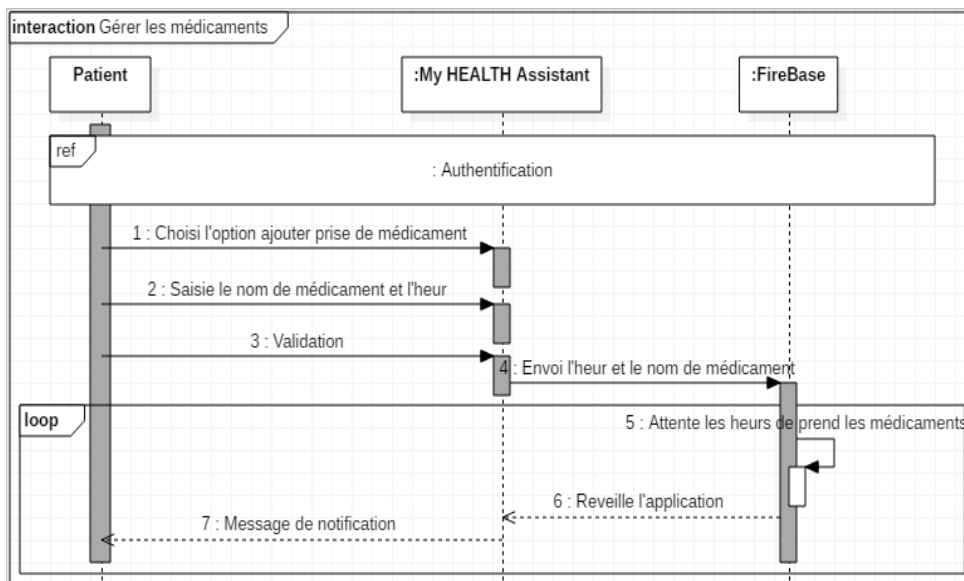 interaction Gérer les médicaments
Patient
:My HEALTH Assistant
:FireBase
ref
: Authentification
1 : Choisi l'option ajouter prise de médicament
2 : Saisie le nom de médicament et l'heur
3 : Validation
4 : Envoi l'heur et le nom de médicament
loop
5 : Attente les heurs de prend les médicaments
6 : Reveille l'application
7 : Message de notification